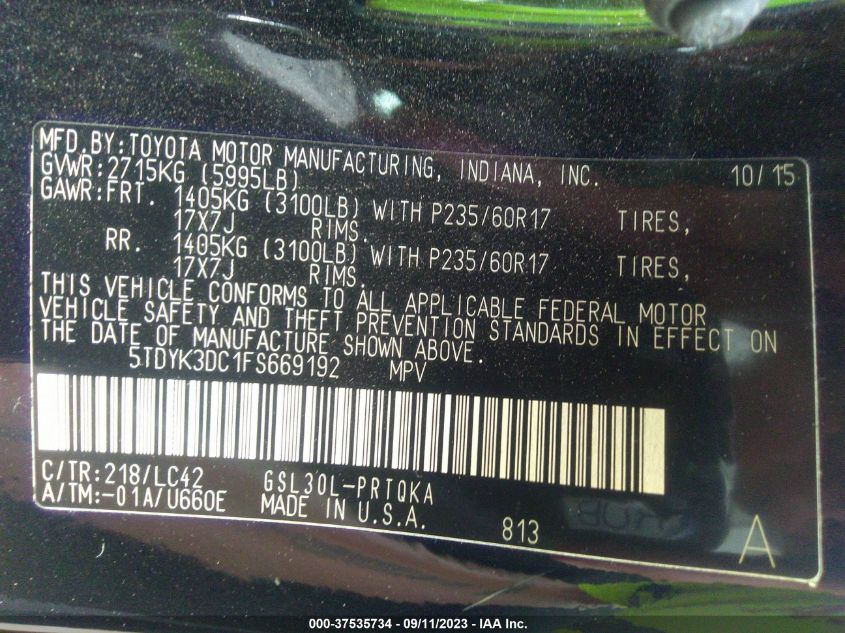 MFD.BY:TOYOTA MOTOR MANUFACTURING, INDIANA, INC. 10/15
GVWR:2715KG (5995LB)
GAWR:FRT. 1405KG (3100LB) WITH P235/60R17 TIRES,
17X7J RIMS.
RR. 1405KG (3100LB) WITH P235/60R17 TIRES,
17X7J RIMS.
THIS VEHICLE CONFORMS TO ALL APPLICABLE FEDERAL MOTOR
VEHICLE SAFETY AND THEFT PREVENTION STANDARDS IN EFFECT ON
THE DATE OF MANUFACTURE SHOWN ABOVE.
5TDYK3DC1FS669192 MPV
C/TR:218/LC42 GSL30L-PRTQKA
A/TM:-01A/U660E MADE IN U.S.A.
813
A
000-37535734 - 09/11/2023 - IAA Inc.